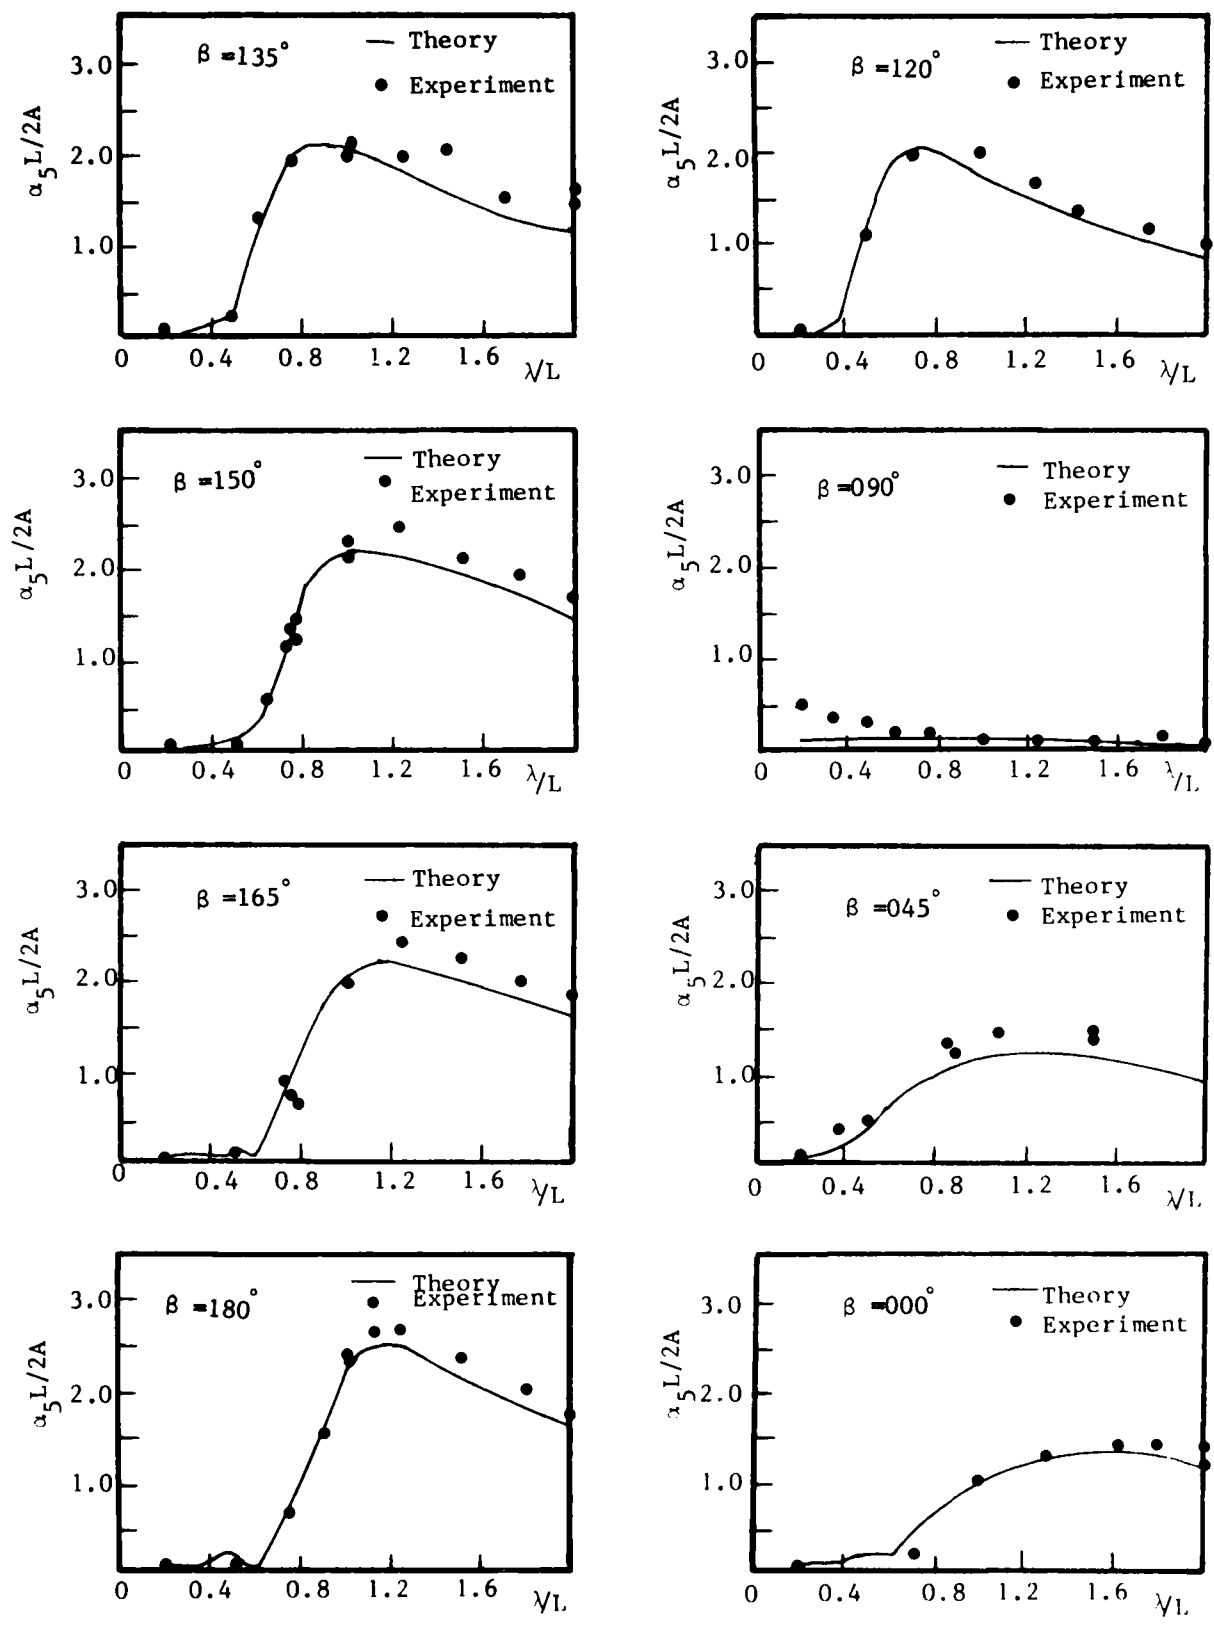 β =135°
— Theory
● Experiment
3.0
2.0
1.0
α₅L/2A
0 0.4 0.8 1.2 1.6
λ/L
β =120°
— Theory
● Experiment
3.0
2.0
1.0
α₅L/2A
0 0.4 0.8 1.2 1.6
λ/L
β =150°
— Theory
● Experiment
3.0
2.0
1.0
α₅L/2A
0 0.4 0.8 1.2 1.6
λ/L
β =090°
— Theory
● Experiment
3.0
2.0
1.0
α₅L/2A
0 0.4 0.8 1.2 1.6
λ/L
β =165°
— Theory
● Experiment
3.0
2.0
1.0
α₅L/2A
0 0.4 0.8 1.2 1.6
λ/L
β =045°
— Theory
● Experiment
3.0
2.0
1.0
α₅L/2A
0 0.4 0.8 1.2 1.6
λ/L
β =180°
— Theory
● Experiment
3.0
2.0
1.0
α₅L/2A
0 0.4 0.8 1.2 1.6
λ/L
β =000°
— Theory
● Experiment
3.0
2.0
1.0
α₅L/2A
0 0.4 0.8 1.2 1.6
λ/L